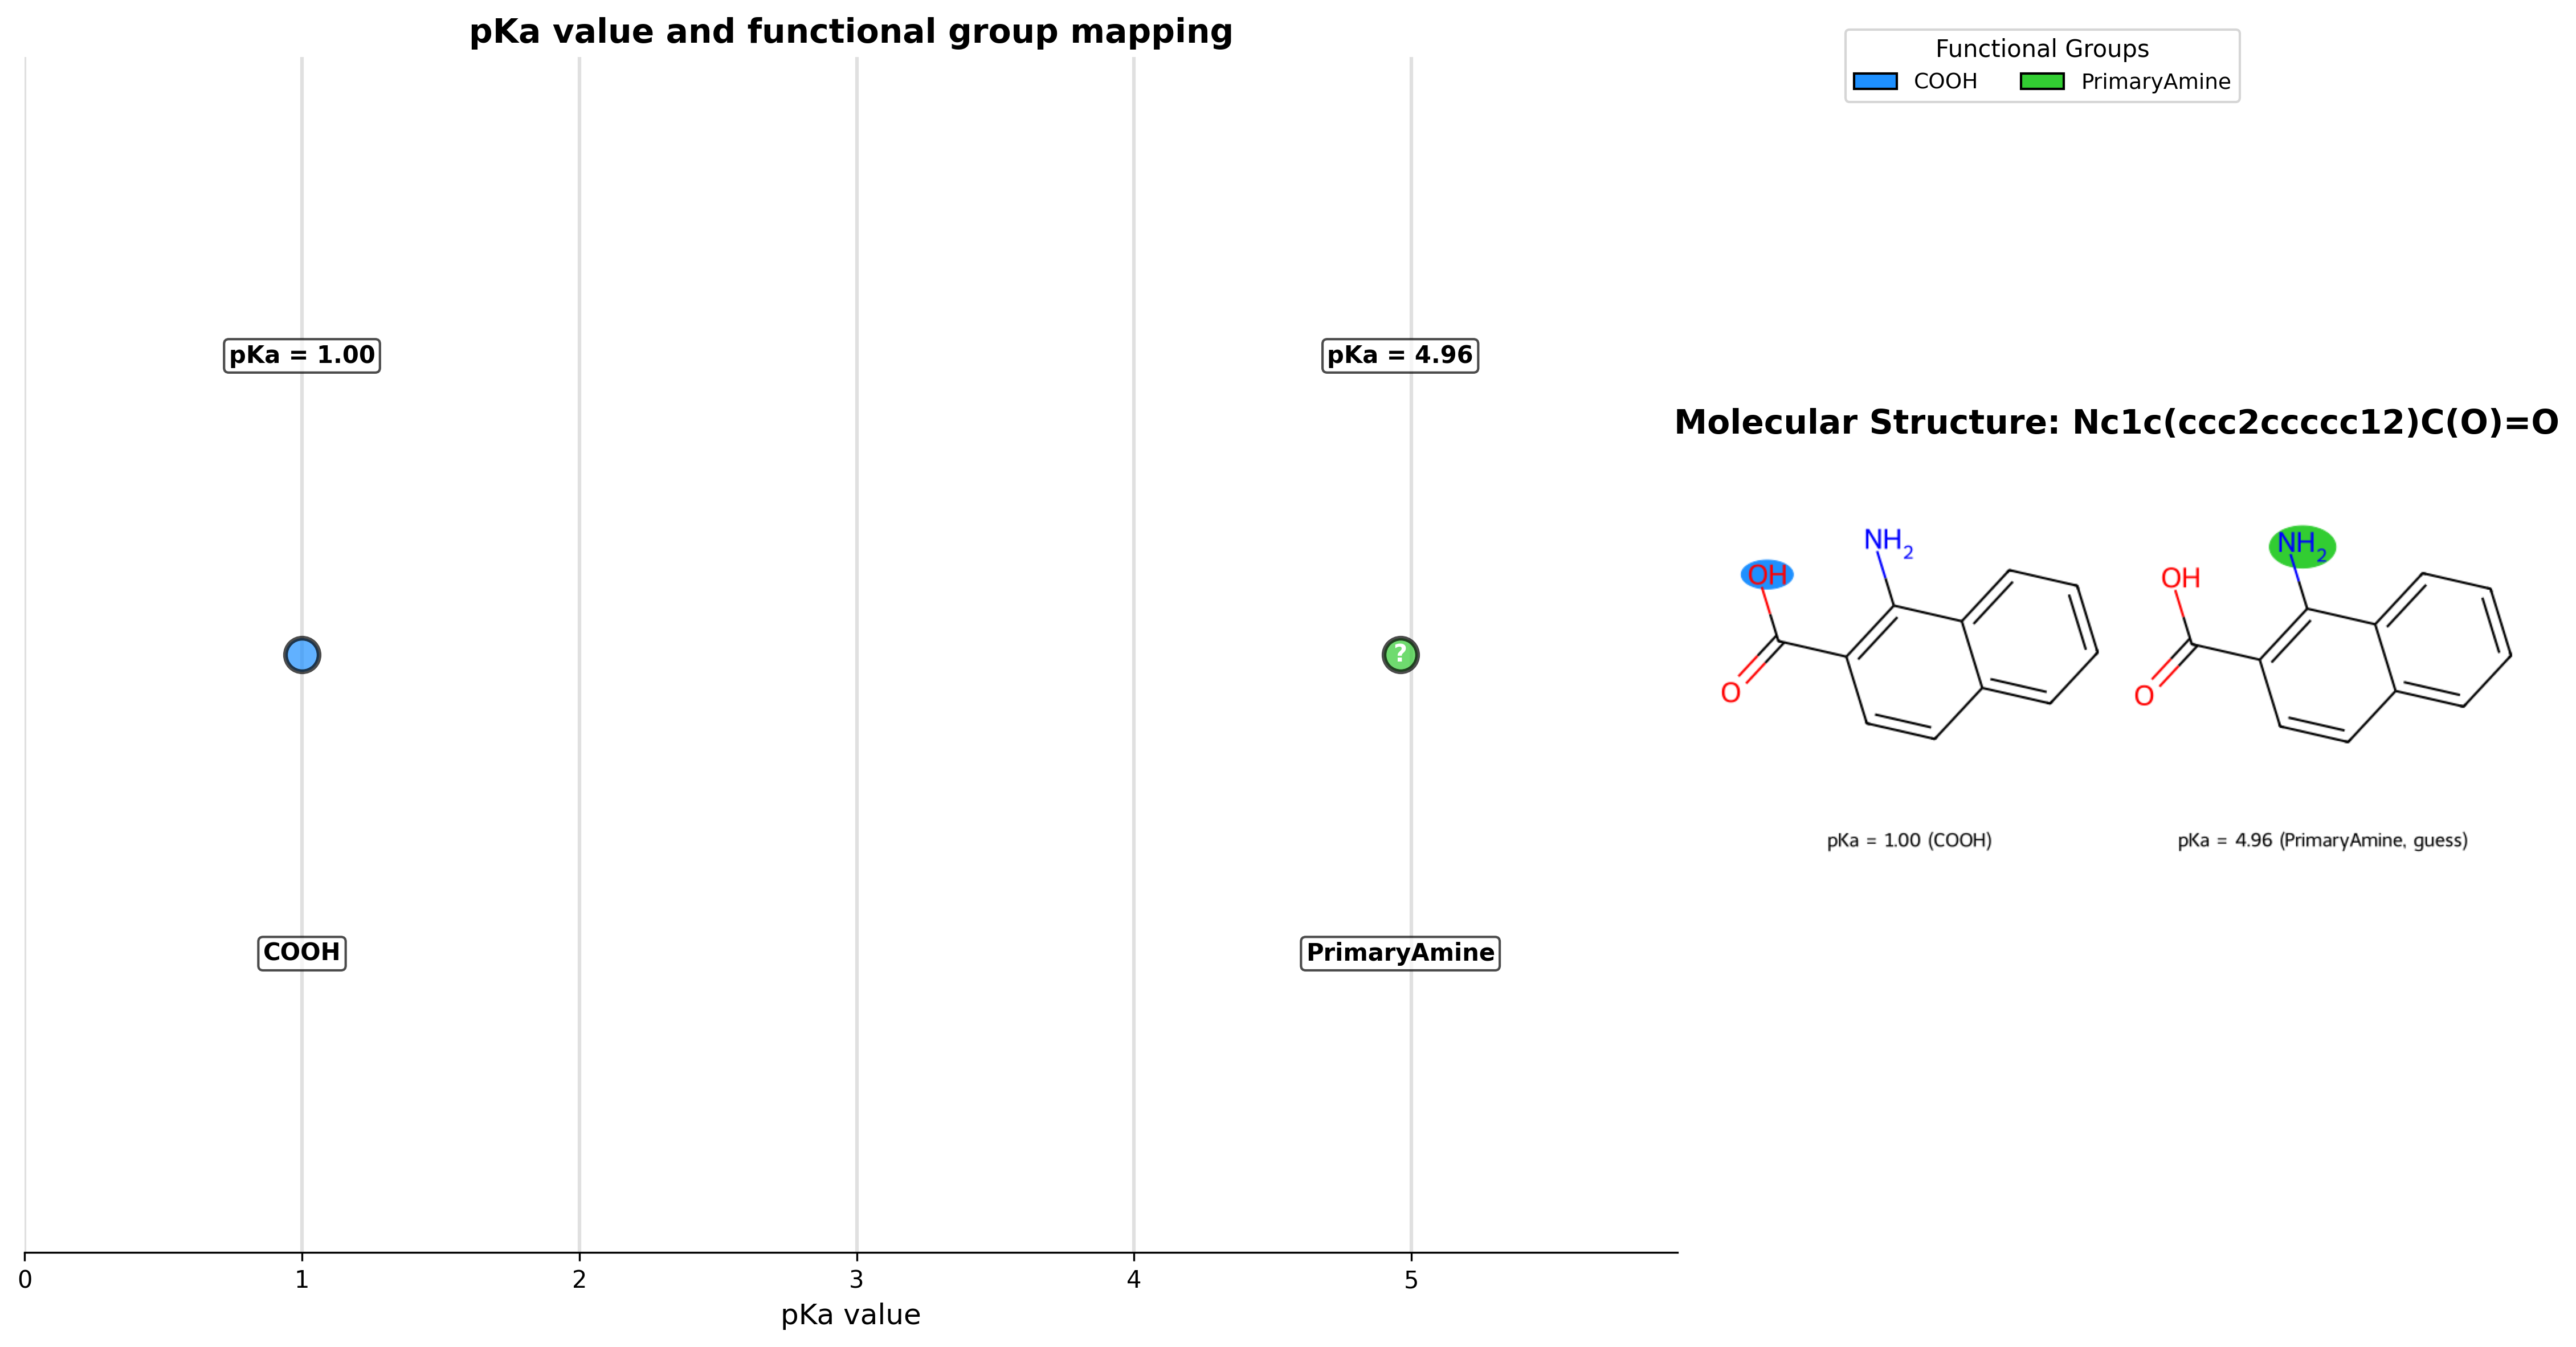 pKa value and functional group mapping
Functional Groups
COOH
PrimaryAmine
pKa = 1.00
pKa = 4.96
Molecular Structure: Nc1c(ccc2ccccc12)C(O)=O
NH2
OH
O
NH2
OH
O
?
pKa = 1.00 (COOH)
pKa = 4.96 (PrimaryAmine, guess)
COOH
PrimaryAmine
0 1 2 3 4 5
pKa value